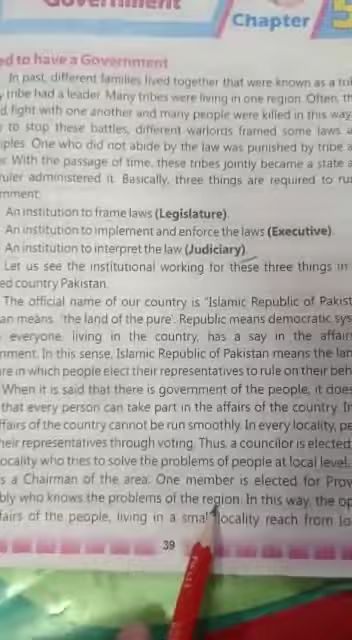 Government
Chapter 5
ed to have a Government
In past, different families lived together that were known as a tri
tribe had a leader. Many tribes were living in one region. Often, th
d fight with one another and many people were killed in this way
to stop these battles, different warlords framed some laws a
ples. One who did not abide by the law was punished by tribe a
With the passage of time, these tribes jointly became a state a
ruler administered it. Basically, three things are required to ru
rnment:
An institution to frame laws (Legislature).
An institution to implement and enforce the laws (Executive).
An institution to interpret the law (Judiciary).
Let us see the institutional working for these three things in
ed country Pakistan.
The official name of our country is "Islamic Republic of Pakist
an means 'the land of the pure'. Republic means democratic sys
everyone, living in the country, has a say in the affair
nment. In this sense, Islamic Republic of Pakistan means the lan
re in which people elect their representatives to rule on their beh
When it is said that there is government of the people, it does
that every person can take part in the affairs of the country. In
ffairs of the country cannot be run smoothly. In every locality, pe
heir representatives through voting. Thus, a councilor is elected
ocality who tries to solve the problems of people at local level.
s a Chairman of the area. One member is elected for Prov
bly who knows the problems of the region. In this way, the op
fairs of the people, living in a small locality reach from lo
39